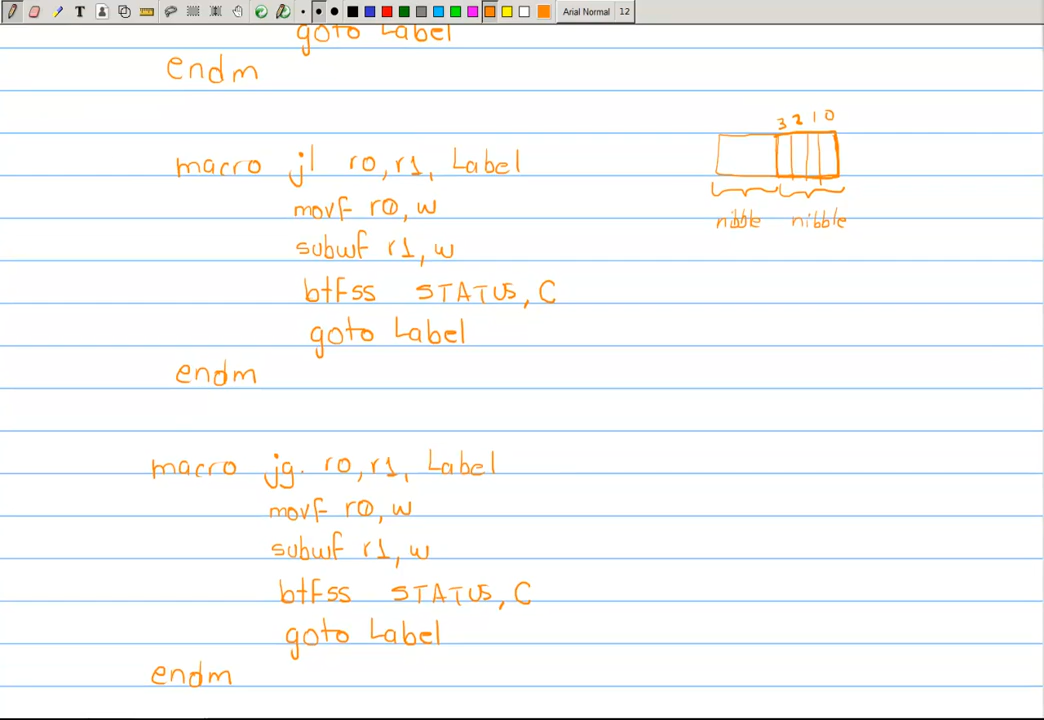 Arial Normal 12
goto Label
endm
3 2 1 0
macro jl r0,r1, Label
movf r0, w
nibble nibble
subwf r1, w
btfss STATUS, C
goto Label
endm
macro jg. r0,r1, Label
movf r0, w
subwf r1, w
btfss STATUS, C
goto Label
endm